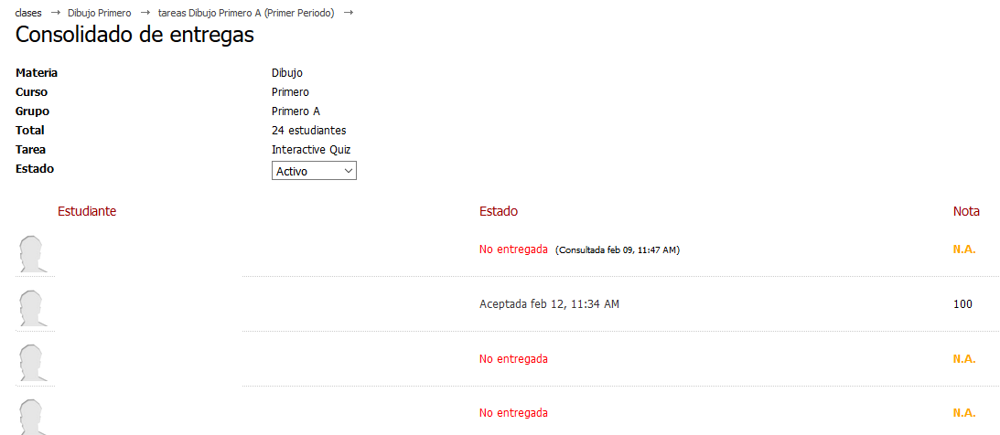 clases → Dibujo Primero → tareas Dibujo Primero A (Primer Periodo) →
Consolidado de entregas
Materia Dibujo
Curso Primero
Grupo Primero A
Total 24 estudiantes
Tarea Interactive Quiz
Estado Activo
Estudiante Estado Nota
No entregada (Consultada feb 09, 11:47 AM) N.A.
Aceptada feb 12, 11:34 AM 100
No entregada N.A.
No entregada N.A.